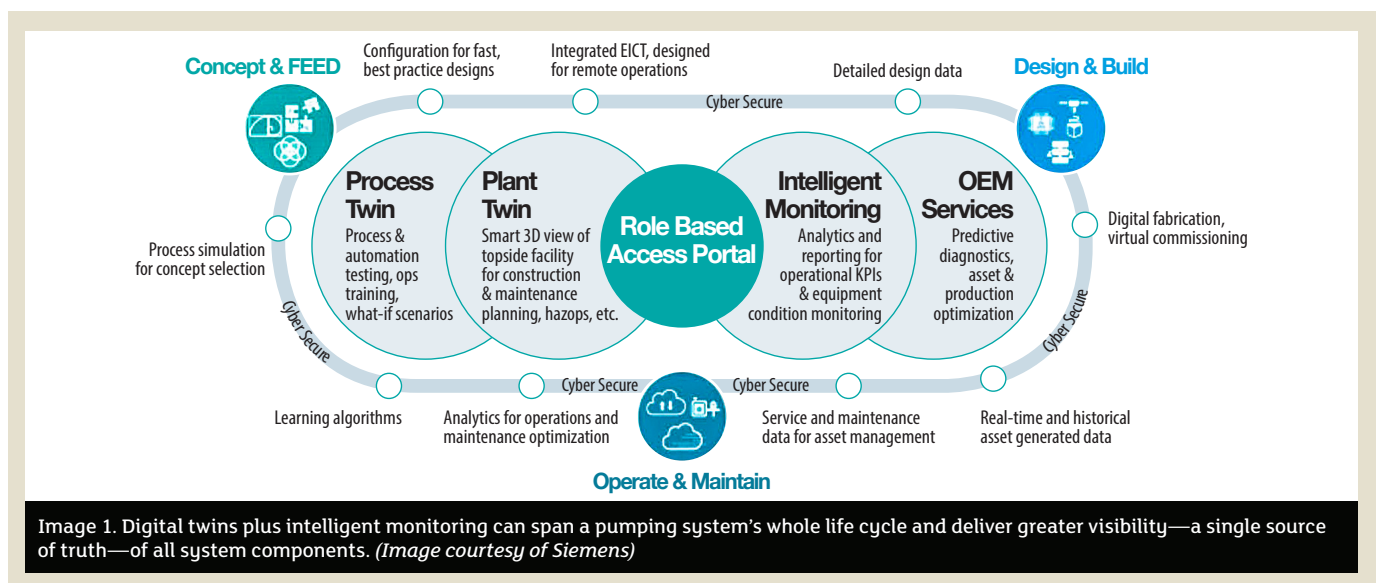 Concept & FEED
Configuration for fast,
best practice designs
Integrated EICT, designed
for remote operations
Detailed design data
Design & Build
Cyber Secure
Process
Twin
Process &
automation
testing, ops
training,
what-if scenarios
Plant
Twin
Smart 3D view of
topside facility
for construction
& maintenance
planning, hazops, etc.
Role Based
Access Portal
Intelligent
Monitoring
Analytics and
reporting for
operational KPIs
& equipment
condition monitoring
OEM
Services
Predictive
diagnostics,
asset &
production
optimization
Process simulation
for concept selection
Digital fabrication,
virtual commissioning
Cyber Secure
Cyber Secure
Cyber Secure
Cyber Secure
Learning algorithms
Analytics for operations and
maintenance optimization
Service and maintenance
data for asset management
Real-time and historical
asset generated data
Operate & Maintain
Image 1. Digital twins plus intelligent monitoring can span a pumping system’s whole life cycle and deliver greater visibility—a single source
of truth—of all system components. (Image courtesy of Siemens)